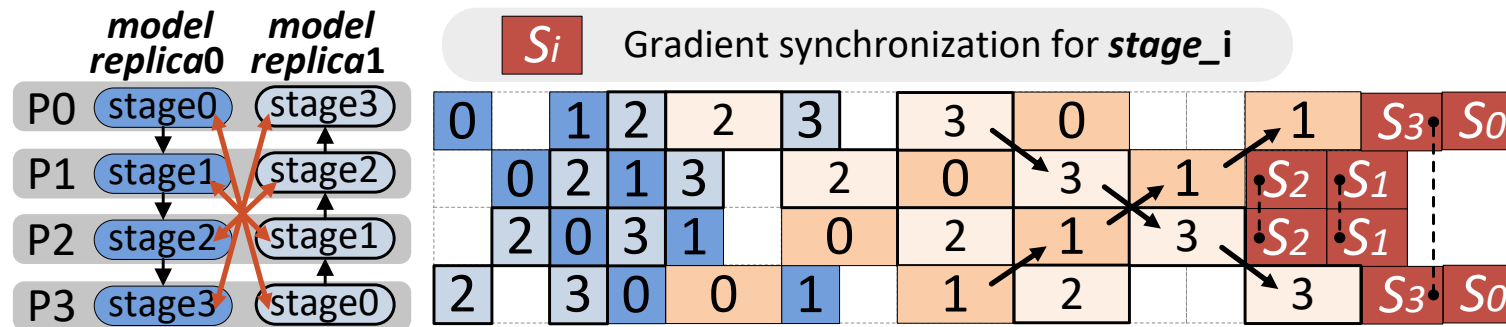 model model
replica0 replica1
Si Gradient synchronization for stage_i
P0 stage0 stage3 0 1 2 2 3 3 0 1 S3 S0
P1 stage1 stage2 0 2 1 3 2 0 3 1 S2 S1
P2 stage2 stage1 2 0 3 1 0 2 1 3 S2 S1
P3 stage3 stage0 2 3 0 0 1 1 2 3 S3 S0